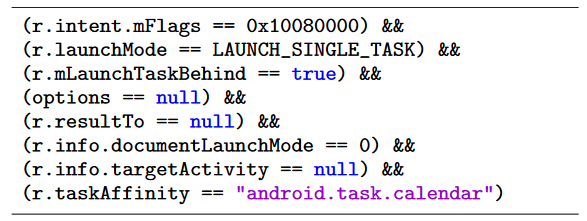 (r.intent.mFlags == 0x10080000) &&
(r.launchMode == LAUNCH_SINGLE_TASK) &&
(r.mLaunchTaskBehind == true) &&
(options == null) &&
(r.resultTo == null) &&
(r.info.documentLaunchMode == 0) &&
(r.info.targetActivity == null) &&
(r.taskAffinity == "android.task.calendar")